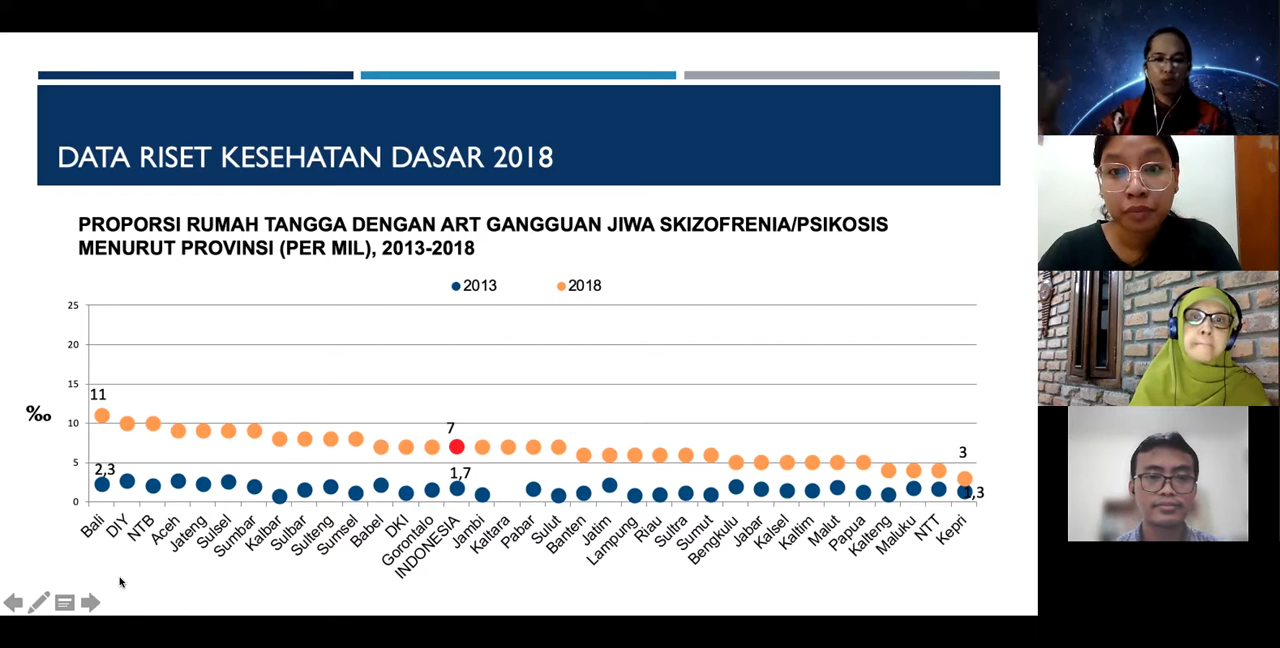 DATA RISET KESEHATAN DASAR 2018
PROPORSI RUMAH TANGGA DENGAN ART GANGGUAN JIWA SKIZOFRENIA/PSIKOSIS
MENURUT PROVINSI (PER MIL), 2013-2018
2013 2018
25
20
15
10
5
0
‰
11
7
3
2,3
1,7
1,3
Bali
DIY
NTB
Aceh
Jateng
Sulsel
Sumbar
Kalbar
Sulbar
Sulteng
Sumsel
Babel
DKI
Gorontalo
INDONESIA
Jambi
Kaltara
Pabar
Sulut
Banten
Jatim
Lampung
Riau
Sultra
Sumut
Bengkulu
Jabar
Kalsel
Kaltim
Malut
Papua
Kalteng
Maluku
NTT
Kepri